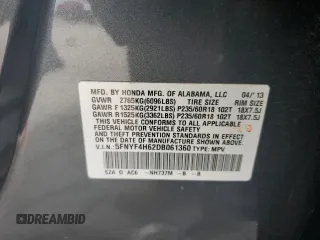 MFD. BY HONDA MFG. OF ALABAMA, LLC 04/'13
GVWR 2765KG(6096LBS) TIRE SIZE RIM SIZE
GAWR F 1325KG(2921LBS) P235/60R18 102T 18X7.5J
GAWR R 1525KG(3362LBS) P235/60R18 102T 18X7.5J
THIS VEHICLE CONFORMS TO ALL APPLICABLE
FEDERAL MOTOR VEHICLE SAFETY AND
THEFT PREVENTION STANDARDS IN EFFECT ON
THE DATE OF MANUFACTURE SHOWN ABOVE.
V.I.N: 5FNYF4H62DB061360 TYPE: MPV
SZA D AC6 NH737M - B - B
DREAMBID